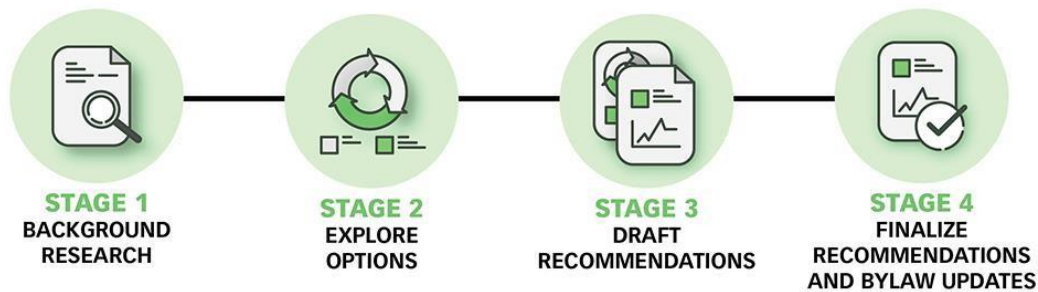 STAGE 1
BACKGROUND
RESEARCH
STAGE 2
EXPLORE
OPTIONS
STAGE 3
DRAFT
RECOMMENDATIONS
STAGE 4
FINALIZE
RECOMMENDATIONS
AND BYLAW UPDATES